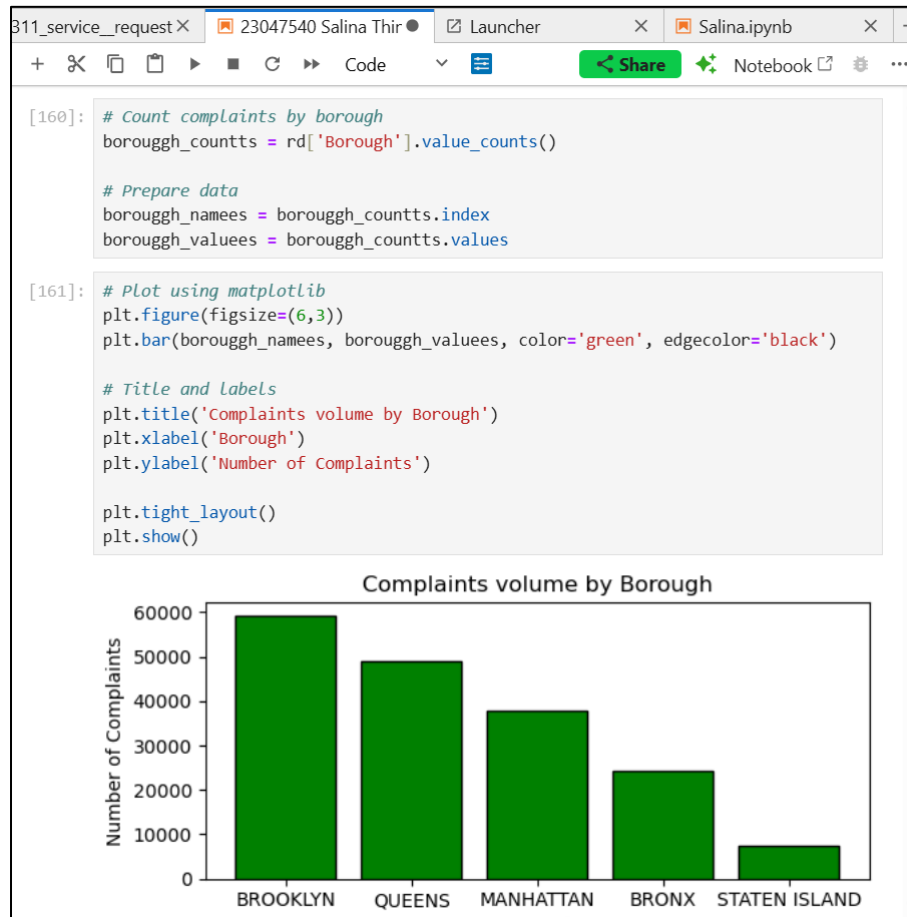 311_service__request
23047540 Salina Thir
Launcher
Salina.ipynb
Code
Share
Notebook
[160]:
# Count complaints by borough
borouggh_countts = rd['Borough'].value_counts()
# Prepare data
borouggh_namees = borouggh_countts.index
borouggh_valuees = borouggh_countts.values
[161]:
# Plot using matplotlib
plt.figure(figsize=(6,3))
plt.bar(borouggh_namees, borouggh_valuees, color='green', edgecolor='black')
# Title and labels
plt.title('Complaints volume by Borough')
plt.xlabel('Borough')
plt.ylabel('Number of Complaints')
plt.tight_layout()
plt.show()
Complaints volume by Borough
Number of Complaints
60000
50000
40000
30000
20000
10000
0
BROOKLYN QUEENS MANHATTAN BRONX STATEN ISLAND